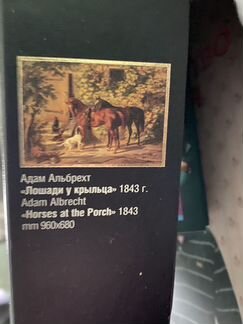 Адам Альбрехт
«Лошади у крыльца» 1843 г.
Adam Albrecht
«Horses at the Porch» 1843
mm 960x680